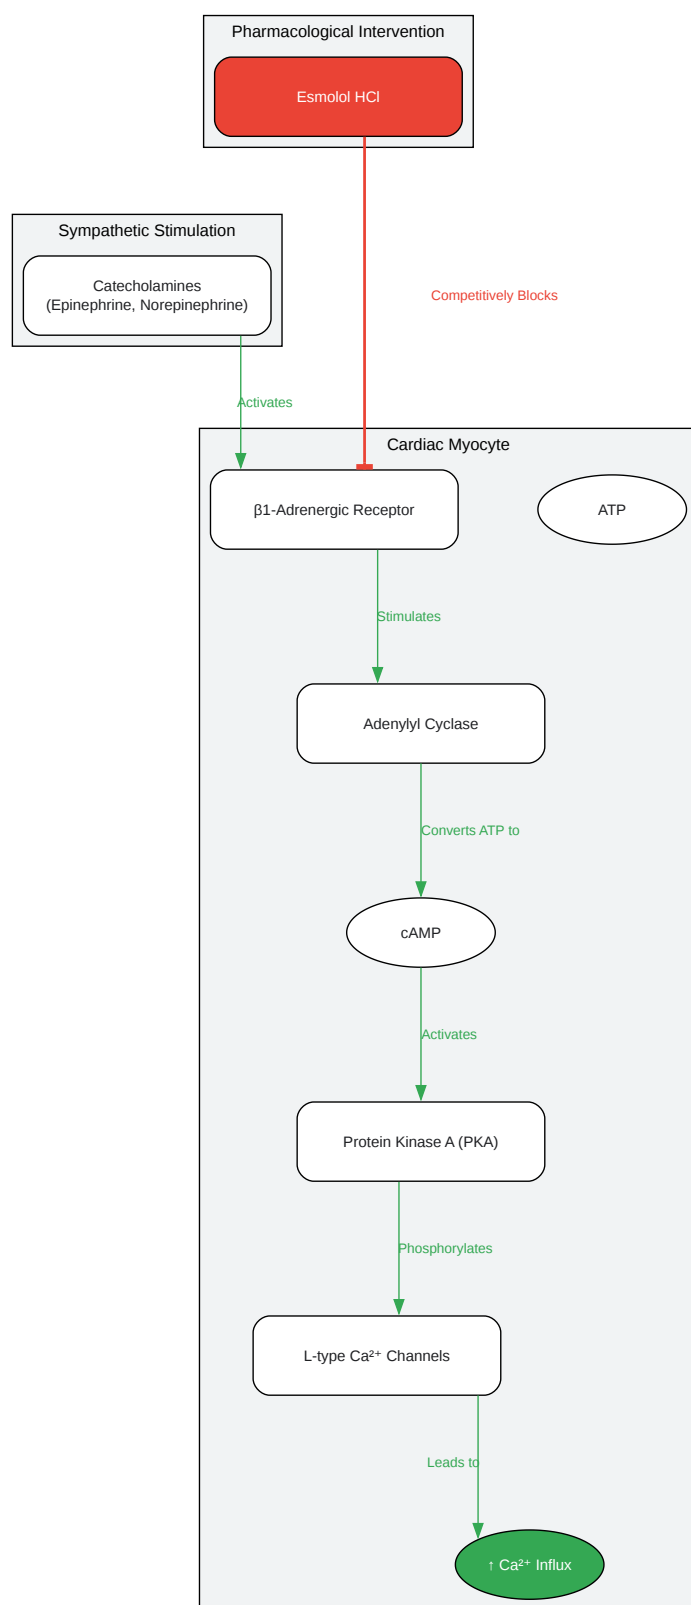 Pharmacological Intervention
Esmolol HCl
Sympathetic Stimulation
Catecholamines
(Epinephrine, Norepinephrine)
Competitively Blocks
Activates
Cardiac Myocyte
β1-Adrenergic Receptor
ATP
Stimulates
Adenylyl Cyclase
Converts ATP to
cAMP
Activates
Protein Kinase A (PKA)
Phosphorylates
L-type Ca²⁺ Channels
Leads to
↑ Ca²⁺ Influx